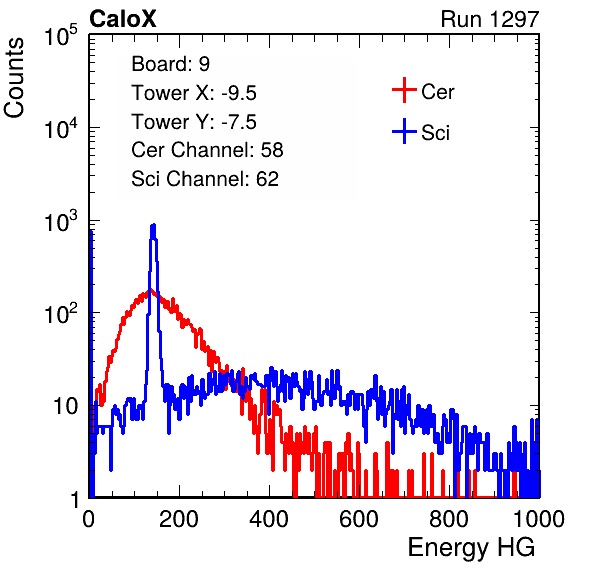 CaloX Run 1297
Counts
Board: 9
Tower X: -9.5
Tower Y: -7.5
Cer Channel: 58
Sci Channel: 62
Cer
Sci
10^5
10^4
10^3
10^2
10
1
0 200 400 600 800 1000
Energy HG